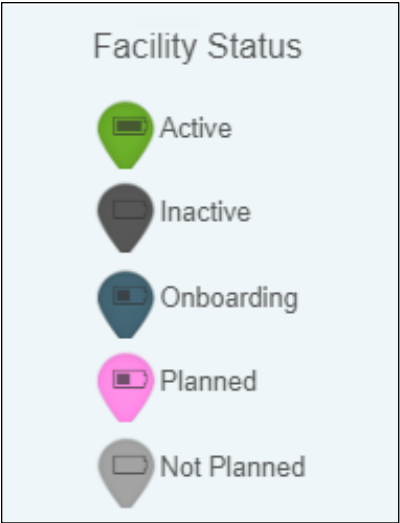 Facility Status
Active
Inactive
Onboarding
Planned
Not Planned